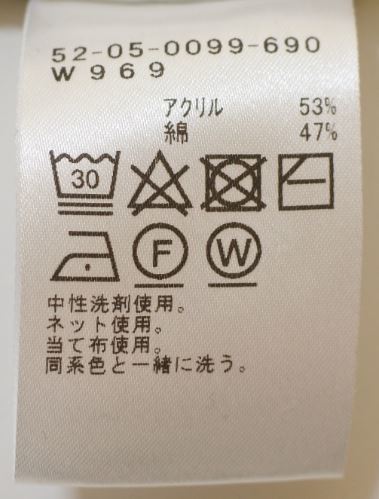 52-05-0099-690
W969
アクリル 53%
綿 47%
30
F W
中性洗剤使用。
ネット使用。
当て布使用。
同系色と一緒に洗う。